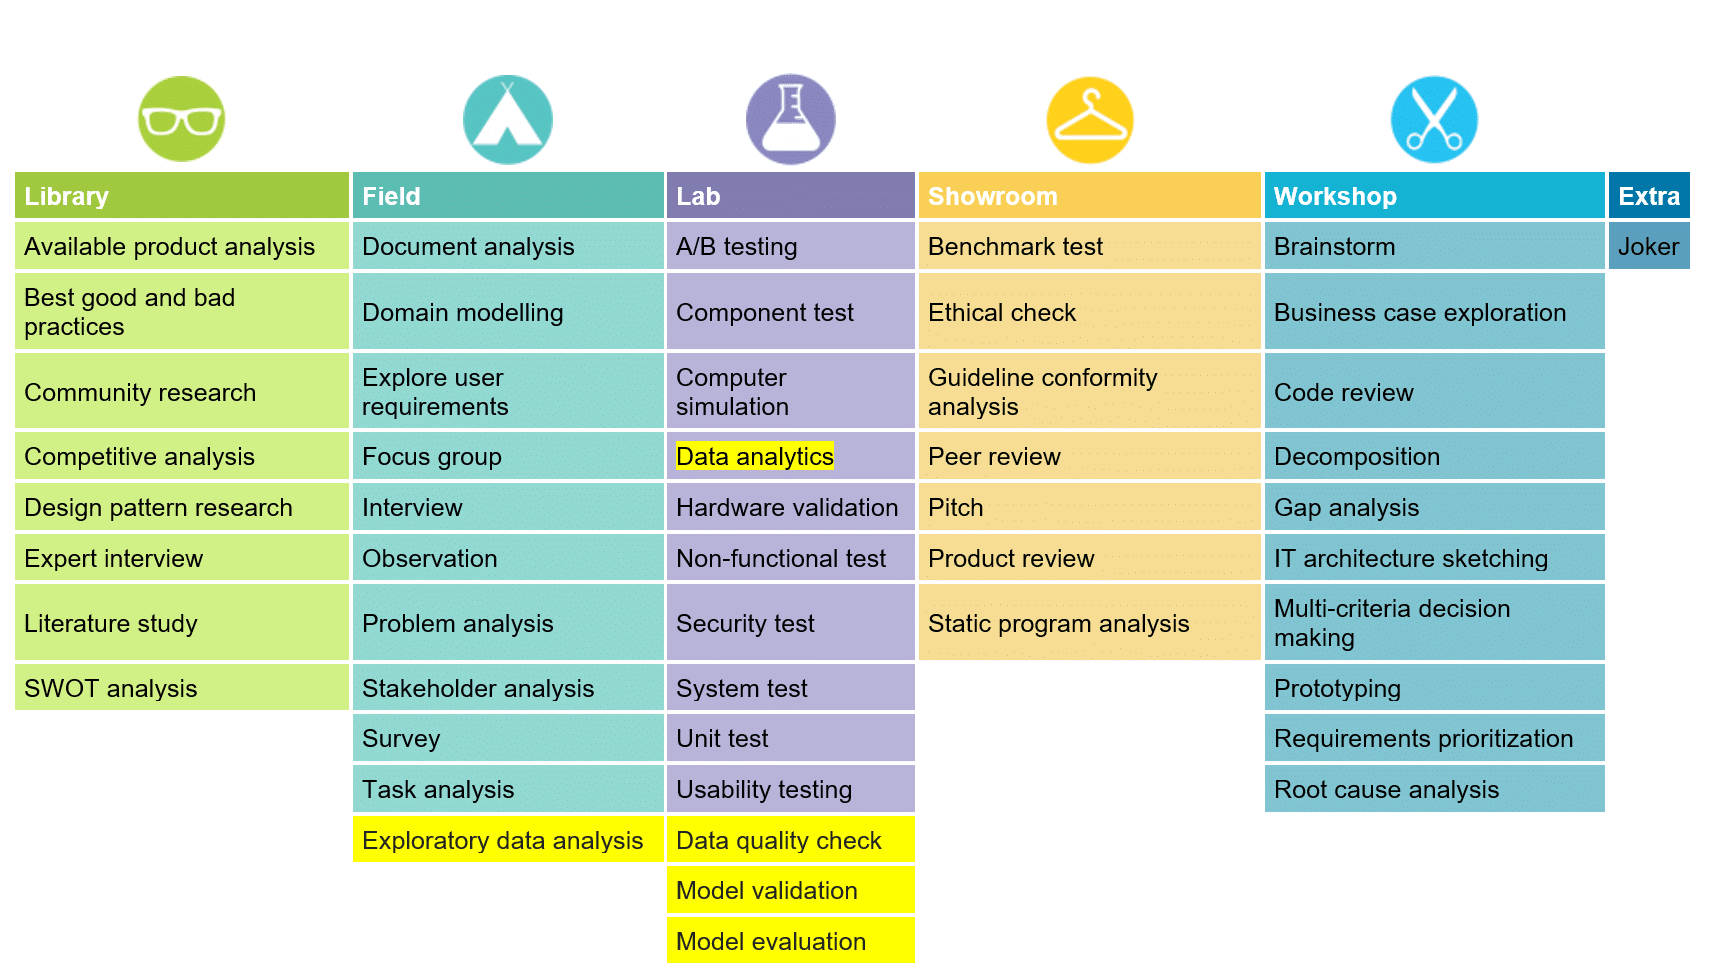 Library
Field
Lab
Showroom
Workshop
Extra
Available product analysis
Document analysis
A/B testing
Benchmark test
Brainstorm
Joker
Best good and bad
practices
Domain modelling
Component test
Ethical check
Business case exploration
Community research
Explore user
requirements
Computer
simulation
Guideline conformity
analysis
Code review
Competitive analysis
Focus group
Data analytics
Peer review
Decomposition
Design pattern research
Interview
Hardware validation
Pitch
Gap analysis
Expert interview
Observation
Non-functional test
Product review
IT architecture sketching
Literature study
Problem analysis
Security test
Static program analysis
Multi-criteria decision
making
SWOT analysis
Stakeholder analysis
System test
Prototyping
Survey
Unit test
Requirements prioritization
Task analysis
Usability testing
Root cause analysis
Exploratory data analysis
Data quality check
Model validation
Model evaluation